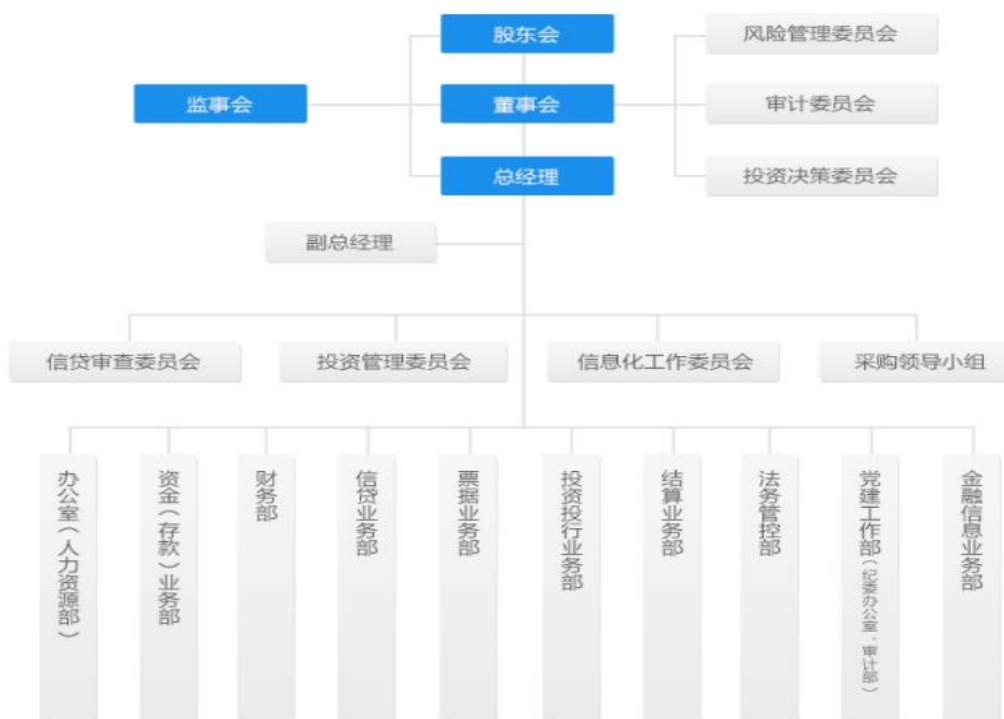 股东会
风险管理委员会
监事会
董事会
审计委员会
总经理
投资决策委员会
副总经理
信贷审查委员会
投资管理委员会
信息化工作委员会
采购领导小组
办公室(人力资源部)
资金(存款)业务部
财务部
信贷业务部
票据业务部
投资投行业务部
结算业务部
法务管控部
党建工作部(纪委办公室、审计部)
金融信息业务部